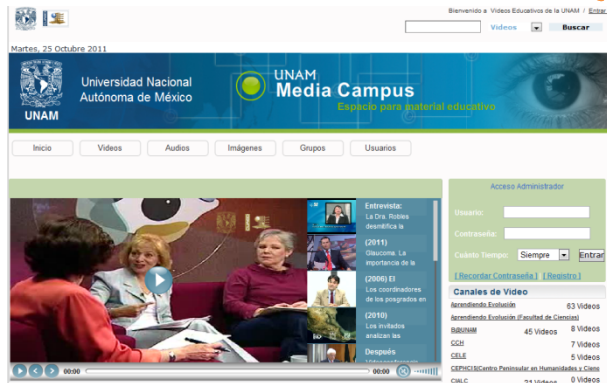 Bienvenido a Videos Educativos de la UNAM / Entrar
Videos Buscar
Martes, 25 Octubre 2011
UNAM
Universidad Nacional
Autónoma de México
UNAM
Media Campus
Espacio para material educativo
Inicio Videos Audios Imágenes Grupos Usuarios
Entrevista:
La Dra. Robles
desmitifica la
(2011)
Glaucoma. La
importancia de la
(2006) El
Los coordinadores
de los posgrados en
(2010)
Los invitados
analizan las
Después
00:00 00:00
Acceso Administrador
Usuario:
Contraseña:
Cuánto Tiempo: Siempre Entrar
[ Recordar Contraseña ] [ Registro ]
Canales de Video
Aprendiendo Evolución 63 Videos
Aprendiendo Evolución (Facultad de Ciencias)
45 Videos
B@UNAM 8 Videos
CCH 7 Videos
CELE 5 Videos
CEPHCIS(Centro Peninsular en Humanidades y Cienc
0 Videos
CIALC 21 Videos